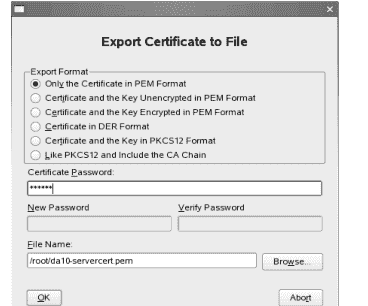 Export Certificate to File
Export Format
Only the Certificate in PEM Format
Certificate and the Key Unencrypted in PEM Format
Certificate and the Key Encrypted in PEM Format
Certificate in DER Format
Certificate and the Key in PKCS12 Format
Like PKCS12 and Include the CA Chain
Certificate Password:
******
New Password Verify Password
File Name:
/root/da10-servercert.pem Browse...
OK Abort